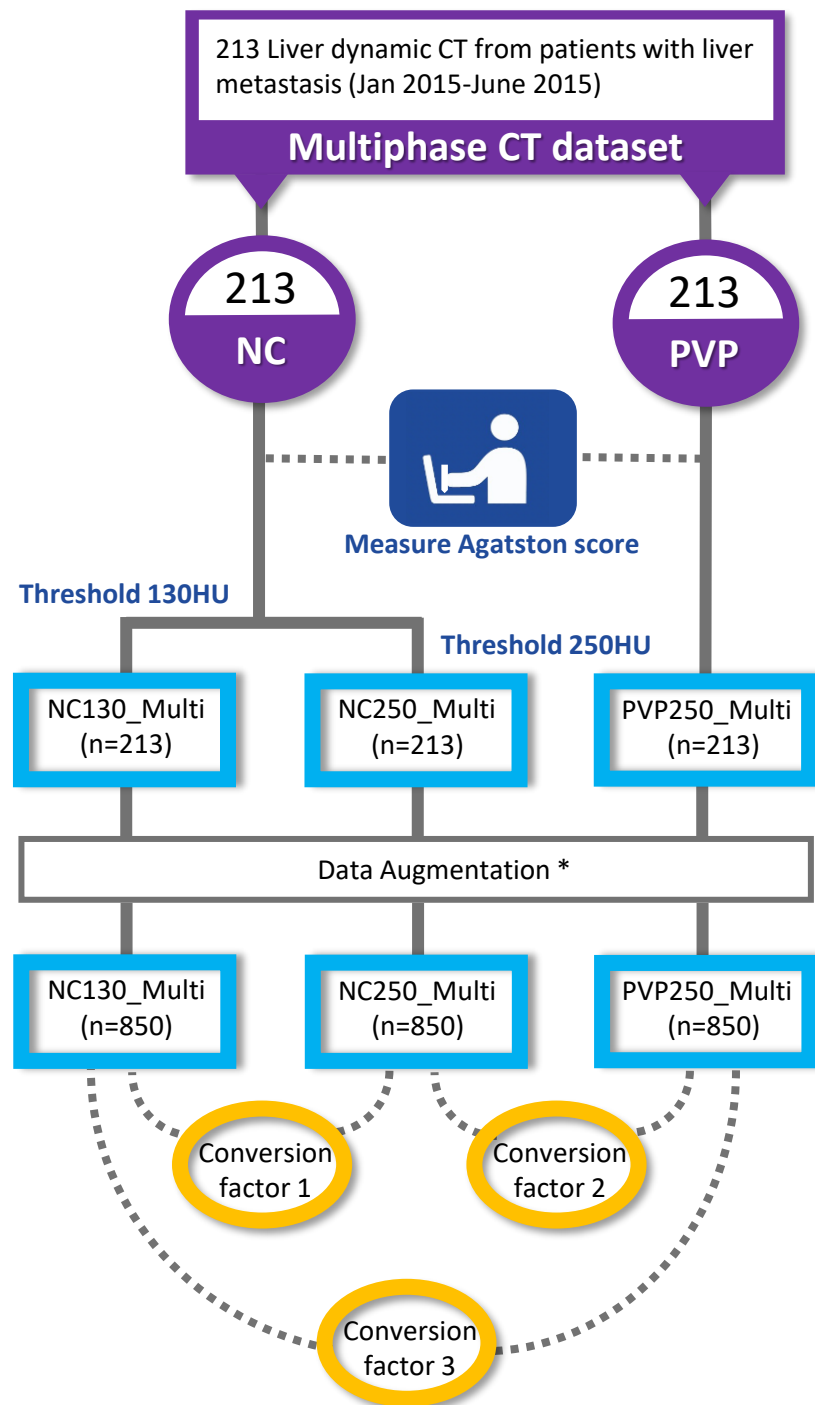 213 Liver dynamic CT from patients with liver
metastasis (Jan 2015-June 2015)
Multiphase CT dataset
213
NC
213
PVP
Measure Agatston score
Threshold 130HU
Threshold 250HU
NC130_Multi
(n=213)
NC250_Multi
(n=213)
PVP250_Multi
(n=213)
Data Augmentation *
NC130_Multi
(n=850)
NC250_Multi
(n=850)
PVP250_Multi
(n=850)
Conversion
factor 1
Conversion
factor 2
Conversion
factor 3